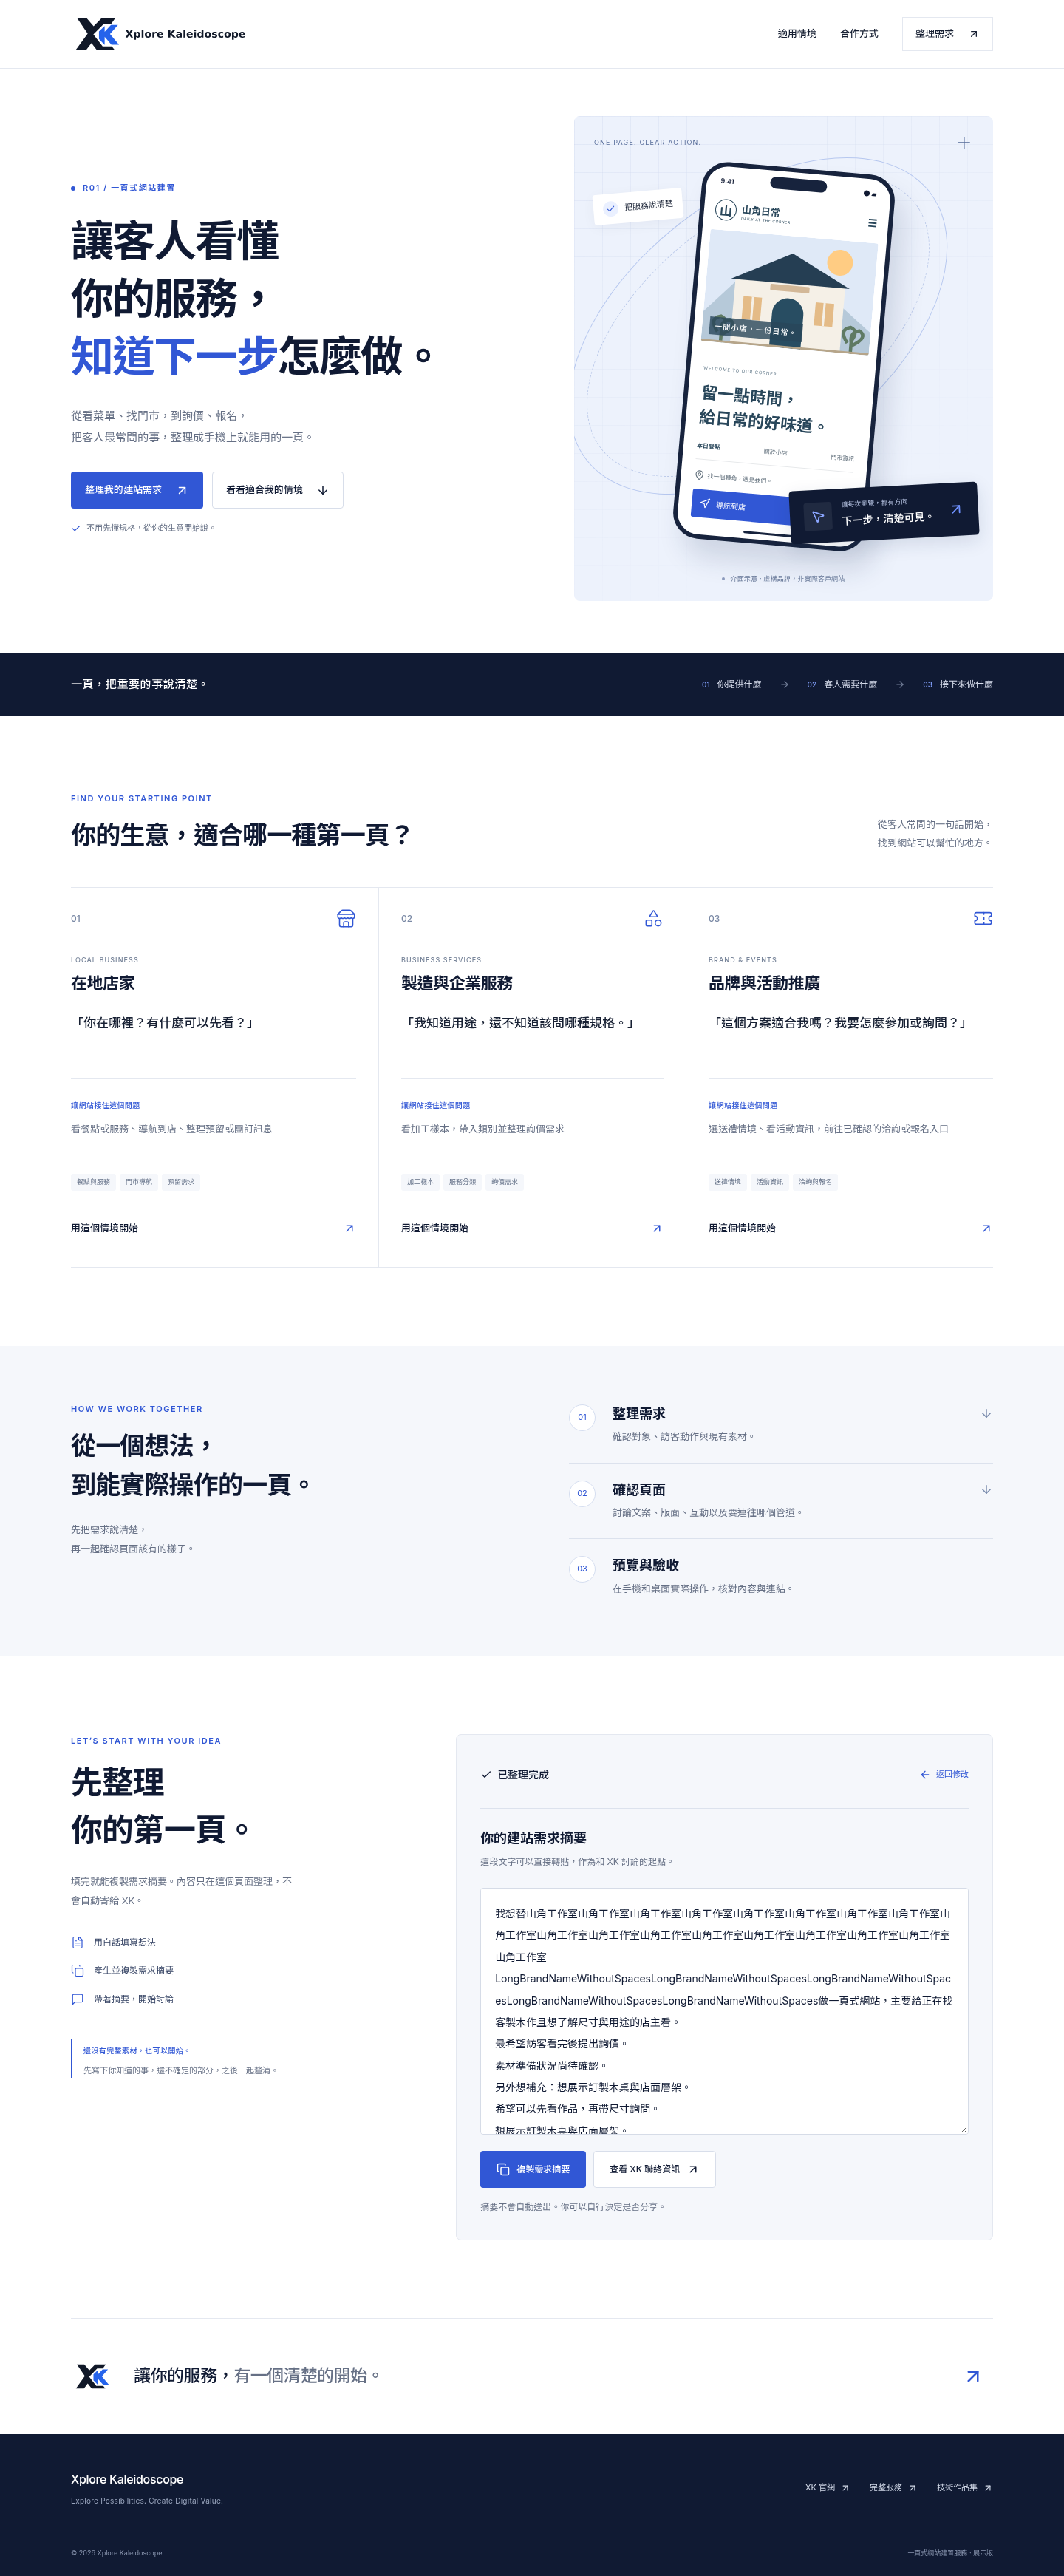 Xplore Kaleidoscope
適用情境
合作方式
整理需求
R01 / 一頁式網站建置
讓客人看懂
你的服務，
知道下一步怎麼做。
從看菜單、找門市，到詢價、報名，
把客人最常問的事，整理成手機上就能用的一頁。
整理我的建站需求
看看適合我的情境
不用先懂規格，從你的生意開始說。
ONE PAGE. CLEAR ACTION.
把服務說清楚
9:41
山
山角日常
DAILY AT THE CORNER
一間小店，一份日常。
WELCOME TO OUR CORNER
留一點時間，
給日常的好味道。
本日餐點
關於小店
門市資訊
找一個轉角，遇見我們。
導航到店
讓每次瀏覽，都有方向
下一步，清楚可見。
介面示意 · 虛構品牌，非實際客戶網站
一頁，把重要的事說清楚。
01 你提供什麼
02 客人需要什麼
03 接下來做什麼
FIND YOUR STARTING POINT
你的生意，適合哪一種第一頁？
從客人常問的一句話開始，
找到網站可以幫忙的地方。
01
LOCAL BUSINESS
在地店家
「你在哪裡？有什麼可以先看？」
讓網站接住這個問題
看餐點或服務、導航到店、整理預留或團訂訊息
餐點與服務
門市導航
預留需求
用這個情境開始
02
BUSINESS SERVICES
製造與企業服務
「我知道用途，還不知道該問哪種規格。」
讓網站接住這個問題
看加工樣本，帶入類別並整理詢價需求
加工樣本
服務分類
詢價需求
用這個情境開始
03
BRAND & EVENTS
品牌與活動推廣
「這個方案適合我嗎？我要怎麼參加或詢問？」
讓網站接住這個問題
選送禮情境、看活動資訊，前往已確認的洽詢或報名入口
送禮情境
活動資訊
洽詢與報名
用這個情境開始
HOW WE WORK TOGETHER
從一個想法，
到能實際操作的一頁。
先把需求說清楚，
再一起確認頁面該有的樣子。
01
整理需求
確認對象、訪客動作與現有素材。
02
確認頁面
討論文案、版面、互動以及要連往哪個管道。
03
預覽與驗收
在手機和桌面實際操作，核對內容與連結。
LET'S START WITH YOUR IDEA
先整理
你的第一頁。
填完就能複製需求摘要。內容只在這個頁面整理，不
會自動寄給 XK。
用白話填寫想法
產生並複製需求摘要
帶著摘要，開始討論
還沒有完整素材，也可以開始。
先寫下你知道的事，還不確定的部分，之後一起釐清。
已整理完成
返回修改
你的建站需求摘要
這段文字可以直接轉貼，作為和 XK 討論的起點。
我想替山角工作室山角工作室山角工作室山角工作室山角工作室山角工作室山角工作室山角工作室山
角工作室山角工作室山角工作室山角工作室山角工作室山角工作室山角工作室山角工作室山角工作室
山角工作室
LongBrandNameWithoutSpacesLongBrandNameWithoutSpacesLongBrandNameWithoutSpac
esLongBrandNameWithoutSpacesLongBrandNameWithoutSpaces做一頁式網站，主要給正在找
客製木作且想了解尺寸與用途的店主看。
最希望訪客看完後提出詢價。
素材準備狀況尚待確認。
另外想補充：想展示訂製木桌與店面層架。
希望可以先看作品，再帶尺寸詢問。
想展示訂製木桌與店面層架。
複製需求摘要
查看 XK 聯絡資訊
摘要不會自動送出。你可以自行決定是否分享。
讓你的服務，有一個清楚的開始。
Xplore Kaleidoscope
Explore Possibilities. Create Digital Value.
XK 官網
完整服務
技術作品集
© 2026 Xplore Kaleidoscope
一頁式網站建置服務 · 展示版